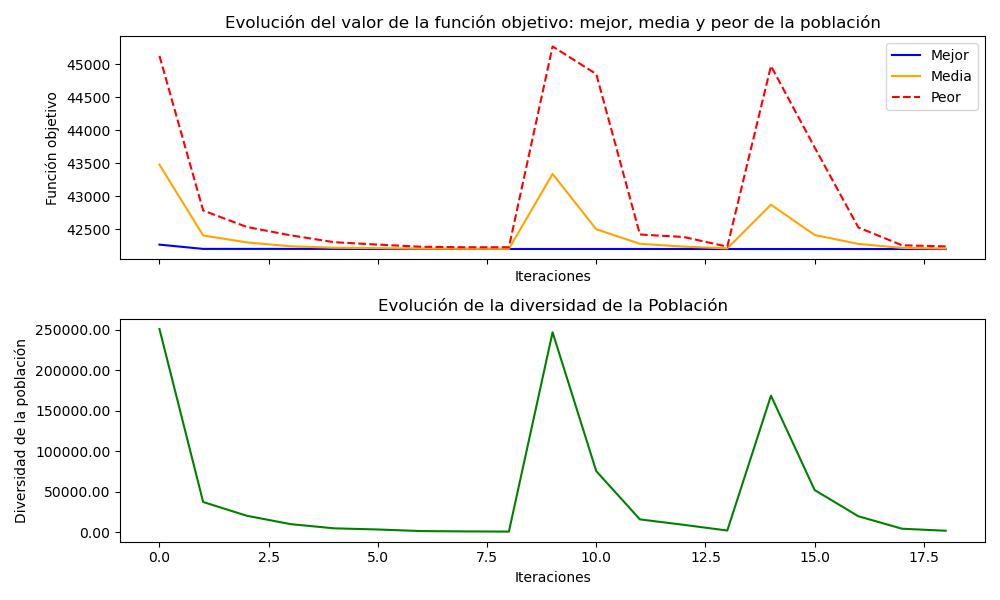 Evolución del valor de la función objetivo: mejor, media y peor de la población
45000
44500
44000
43500
43000
42500
Función objetivo
Mejor
Media
Peor
Iteraciones
Evolución de la diversidad de la Población
250000.00
200000.00
150000.00
100000.00
50000.00
0.00
Diversidad de la población
0.0 2.5 5.0 7.5 10.0 12.5 15.0 17.5
Iteraciones